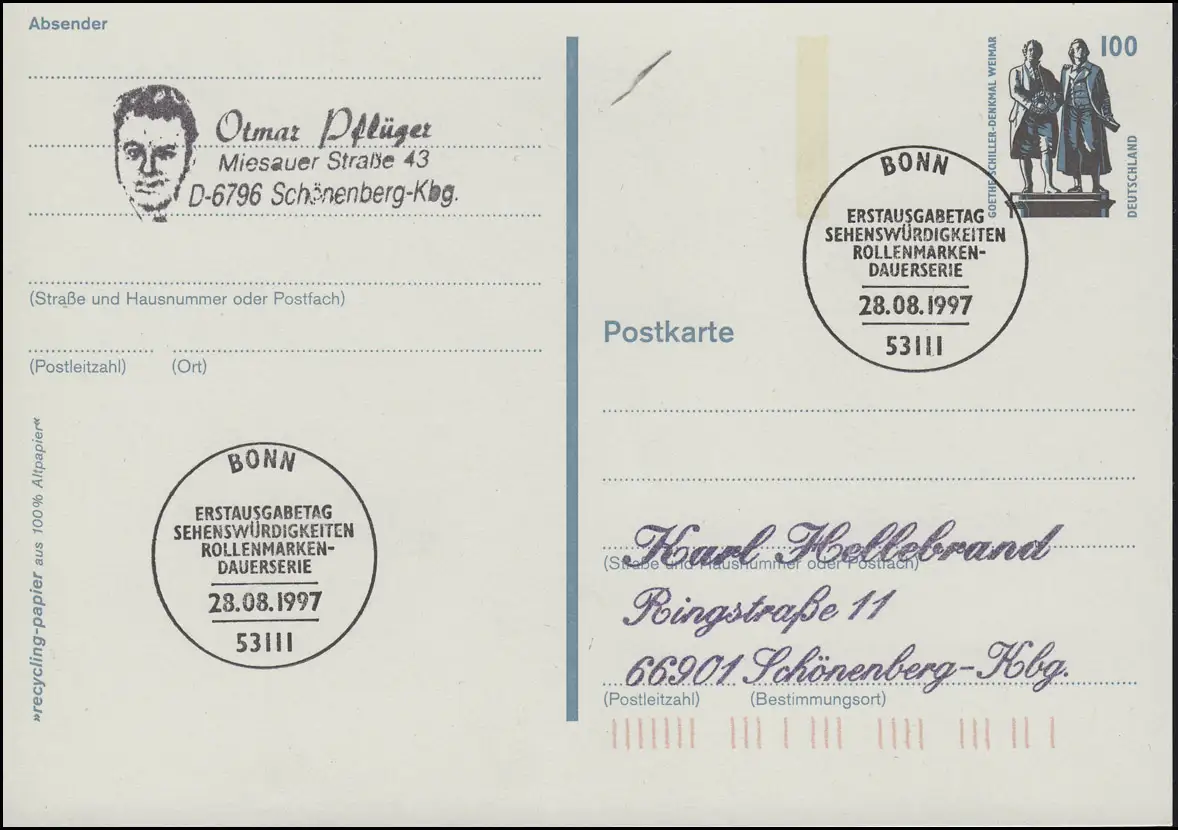 Absender
Otmar Pflüger
Miesauer Straße 43
D-6796 Schönenberg-Kbg.
(Straße und Hausnummer oder Postfach)
(Postleitzahl) (Ort)
»recycling-papier aus 100% Altpapier«
BONN
ERSTAUSGABETAG
SEHENSWÜRDIGKEITEN
ROLLENMARKEN-
DAUERSERIE
28.08.1997
53111
100
GOETHE-SCHILLER-DENKMAL WEIMAR
DEUTSCHLAND
BONN
ERSTAUSGABETAG
SEHENSWÜRDIGKEITEN
ROLLENMARKEN-
DAUERSERIE
28.08.1997
53111
Postkarte
Karl Hellebrand
(Straße und Hausnummer oder Postfach)
Ringstraße 11
66901 Schönenberg-Kbg.
(Postleitzahl) (Bestimmungsort)